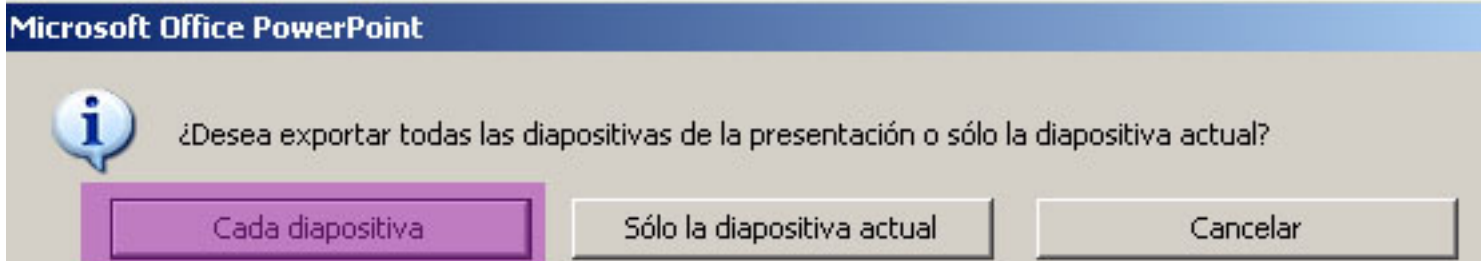 Microsoft Office PowerPoint
¿Desea exportar todas las diapositivas de la presentación o sólo la diapositiva actual?
Cada diapositiva
Sólo la diapositiva actual
Cancelar